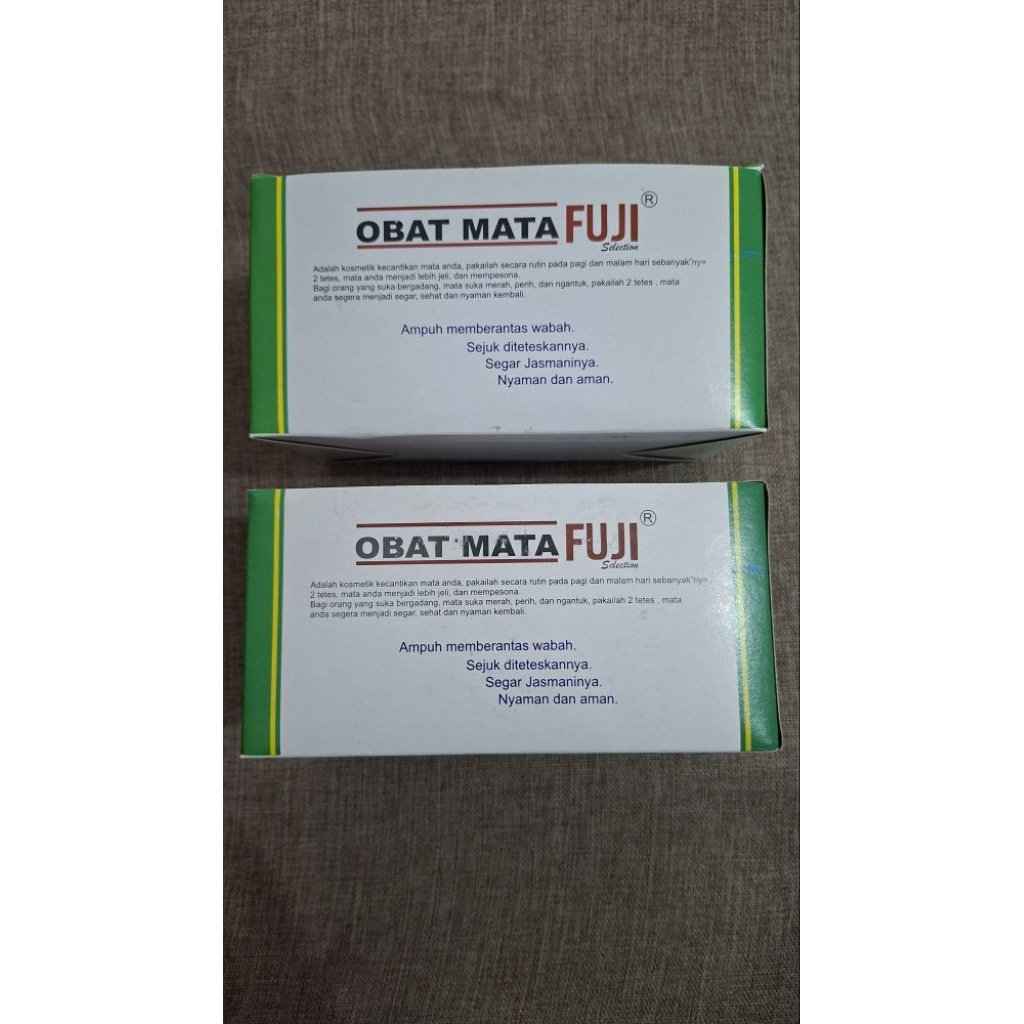 OBAT MATA FUJI ®
Selection
Adalah kosmetik kecantikan mata anda, pakailah secara rutin pada pagi dan malam hari sebanyak"nya
2 tetes, mata anda menjadi lebih jeli, dan mempesona.
Bagi orang yang suka bergadang, mata suka merah, perih, dan ngantuk, pakailah 2 tetes , mata
anda segera menjadi segar, sehat dan nyaman kembali.
Ampuh memberantas wabah.
Sejuk diteteskannya.
Segar Jasmaninya.
Nyaman dan aman.
OBAT MATA FUJI ®
Selection
Adalah kosmetik kecantikan mata anda, pakailah secara rutin pada pagi dan malam hari sebanyak"nya
2 tetes, mata anda menjadi lebih jeli, dan mempesona.
Bagi orang yang suka bergadang, mata suka merah, perih, dan ngantuk, pakailah 2 tetes , mata
anda segera menjadi segar, sehat dan nyaman kembali.
Ampuh memberantas wabah.
Sejuk diteteskannya.
Segar Jasmaninya.
Nyaman dan aman.